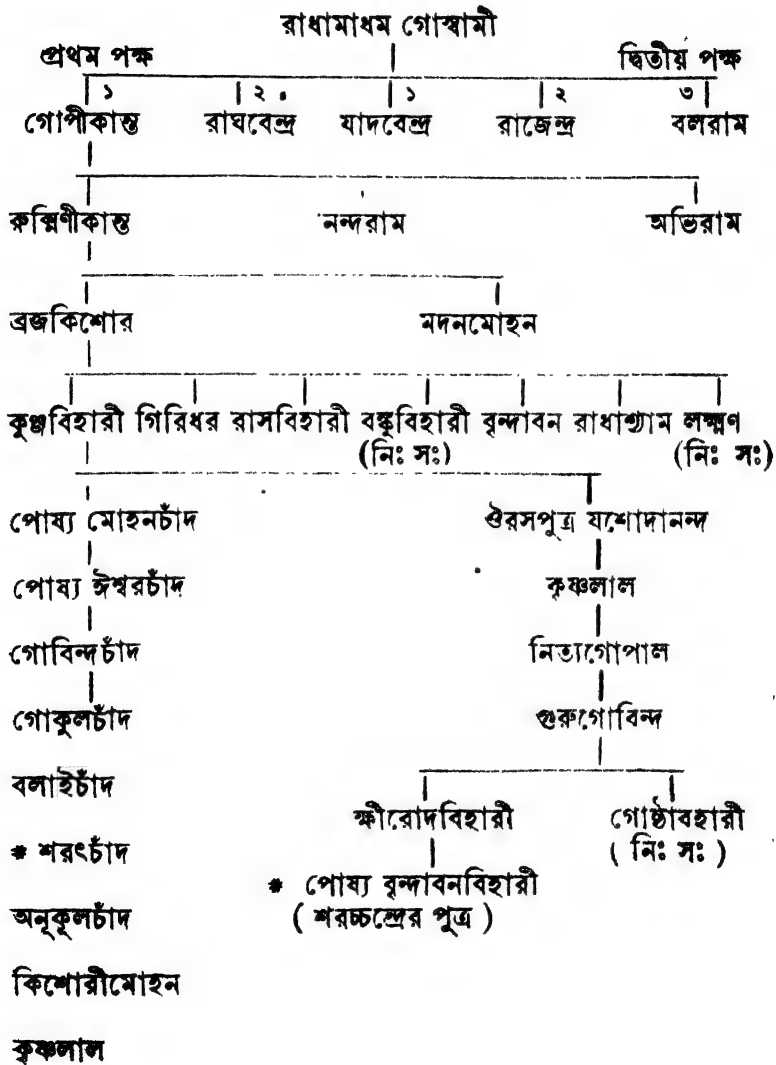 রাধামাধম গোস্বামী
প্রথম পক্ষ দ্বিতীয় পক্ষ
১ ২ ১ ২ ৩
গোপীকান্ত রাঘবেন্দ্র যাদবেন্দ্র রাজেন্দ্র বলরাম
রুক্মিণীকান্ত নন্দরাম অভিরাম
ব্রজকিশোর মদনমোহন
কুঞ্জবিহারী গিরিধর রাসবিহারী বঙ্কুবিহারী বৃন্দাবন রাধাশ্যাম লক্ষ্মণ
(নিঃ সঃ) (নিঃ সঃ)
পোষ্য মোহনচাঁদ ঔরসপুত্র যশোদানন্দ
পোষ্য ঈশ্বরচাঁদ কৃষ্ণলাল
গোবিন্দচাঁদ নিত্যগোপাল
গোকুলচাঁদ গুরুগোবিন্দ
বলাইচাঁদ ক্ষীরোদবিহারী গোষ্ঠাবহারী
* শরৎচাঁদ ( নিঃ সঃ )
* পোষ্য বৃন্দাবনবিহারী
অনুকূলচাঁদ ( শরচ্চন্দ্রের পুত্র )
কিশোরীমোহন
কৃষ্ণলাল